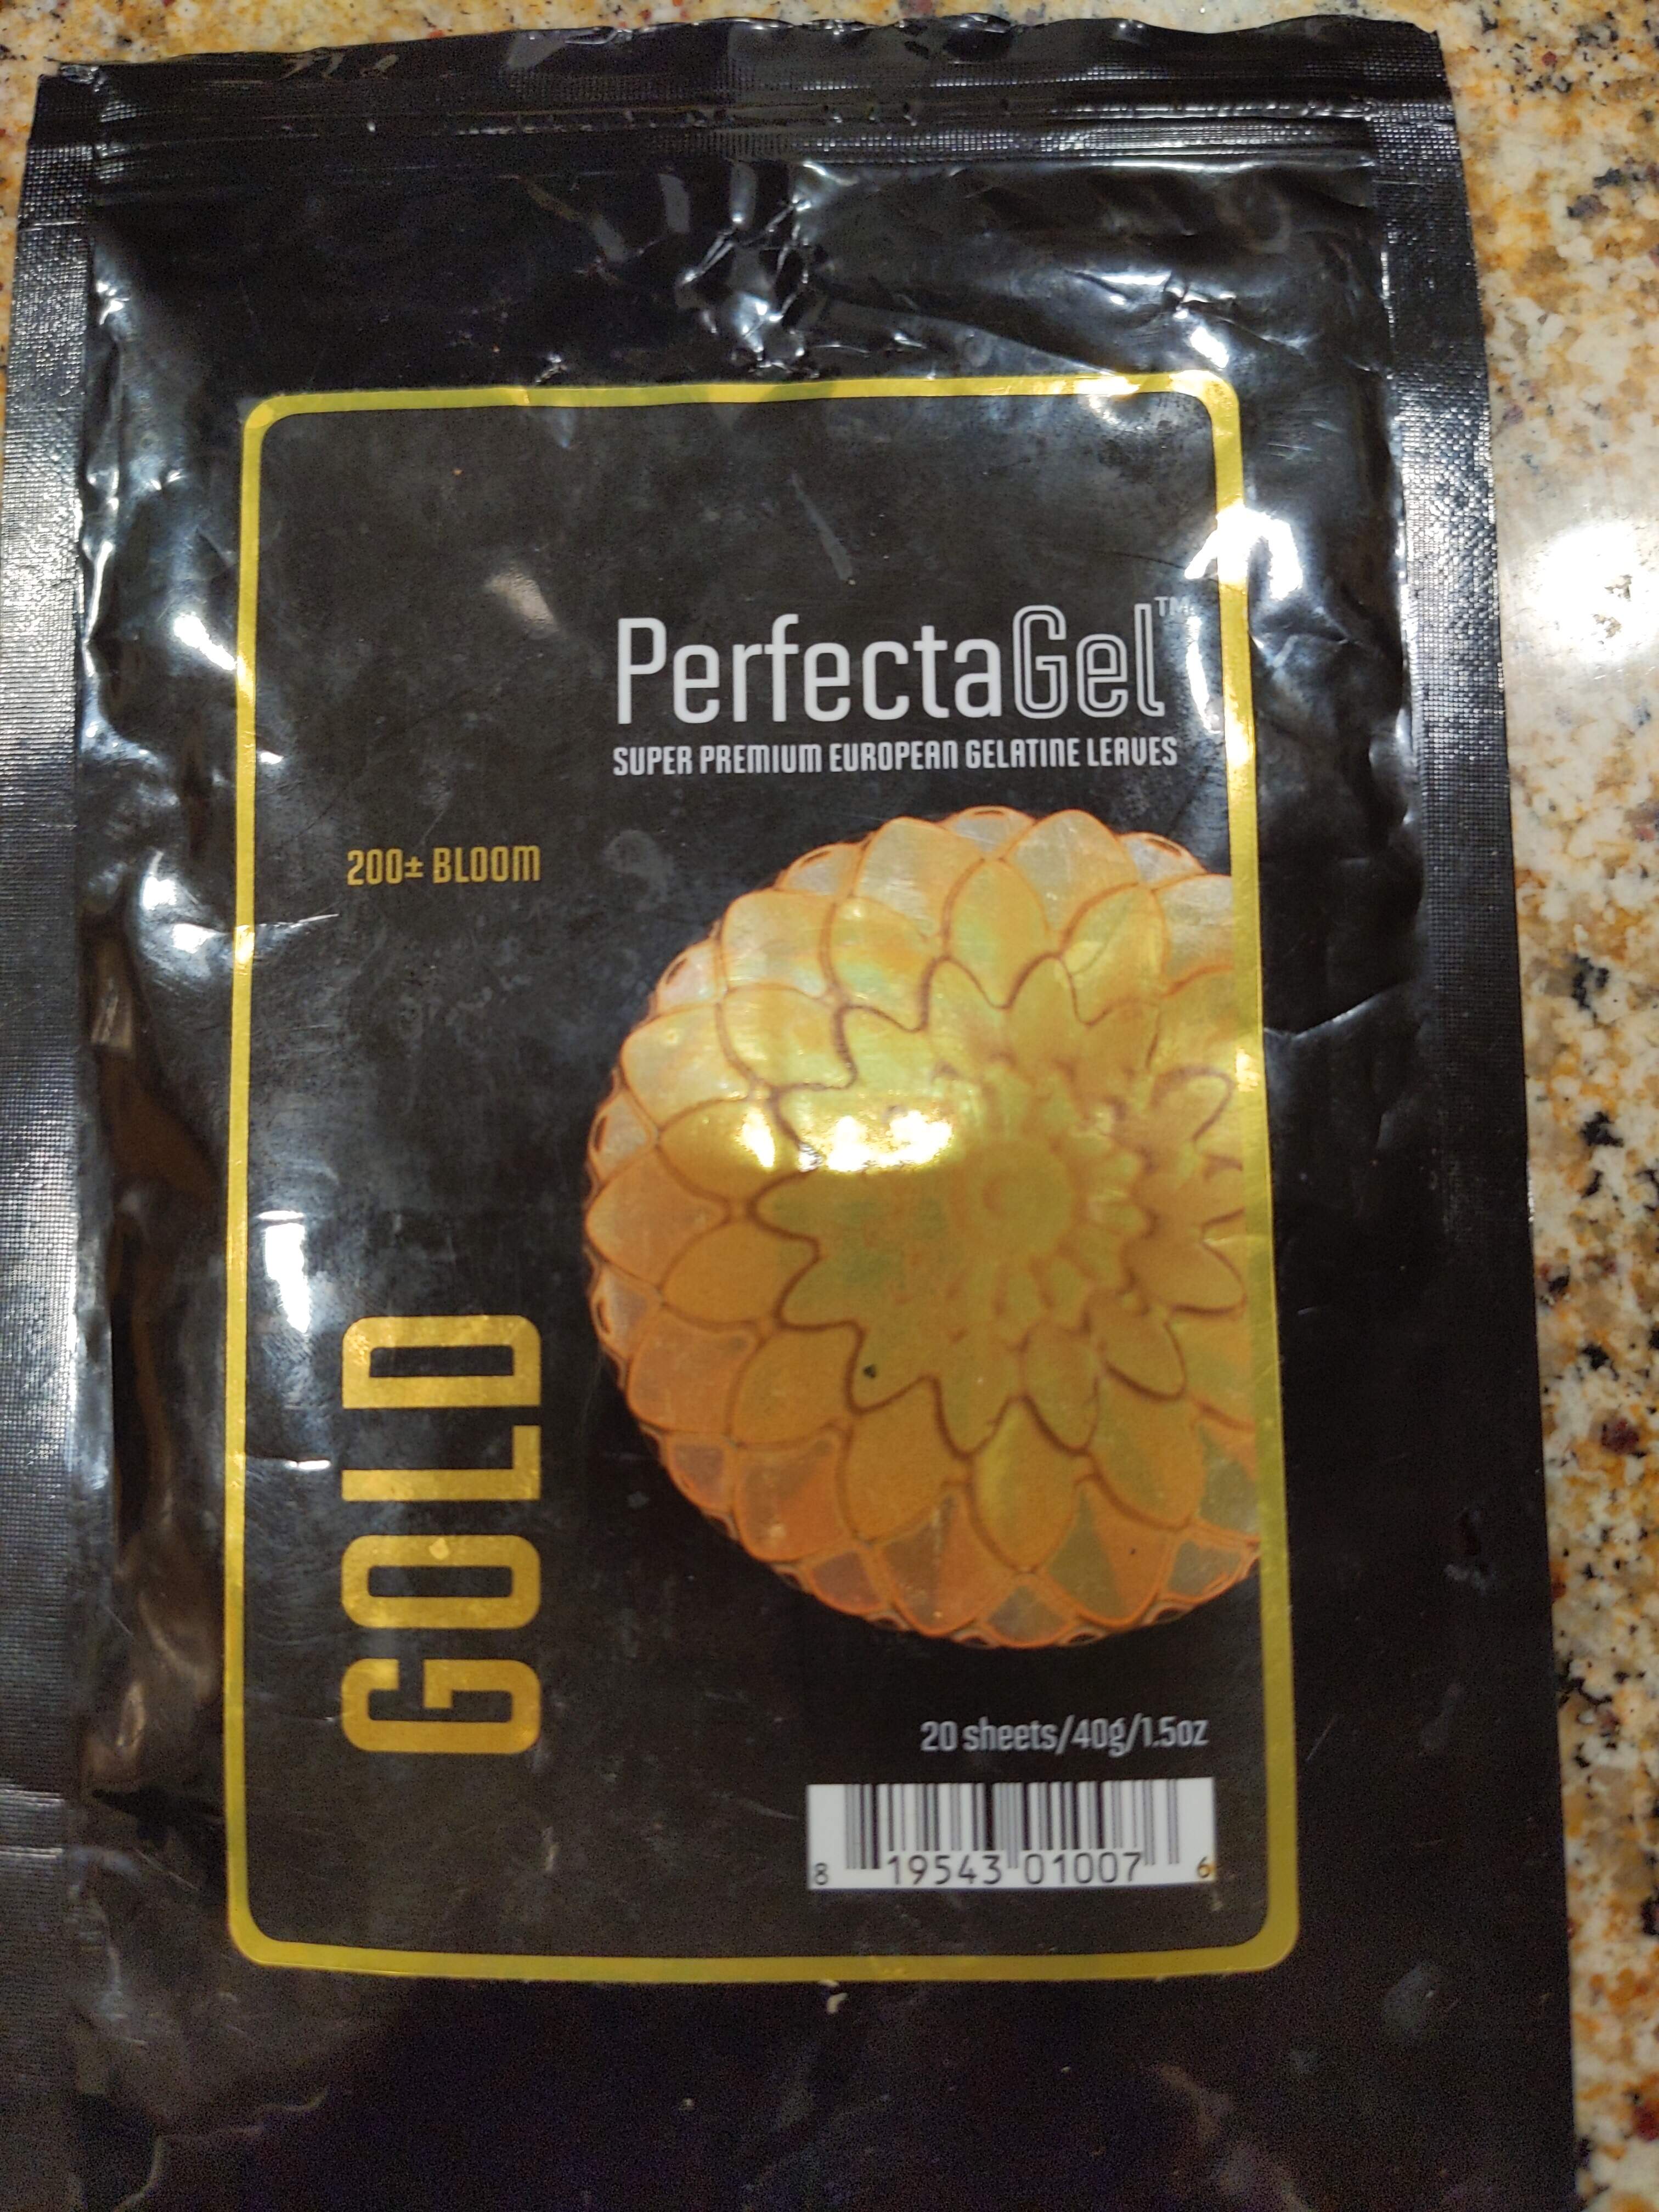 PerfectaGel™
SUPER PREMIUM EUROPEAN GELATINE LEAVES
200± BLOOM
GOLD
20 sheets/40g/1.5oz
8 19543 01007 6